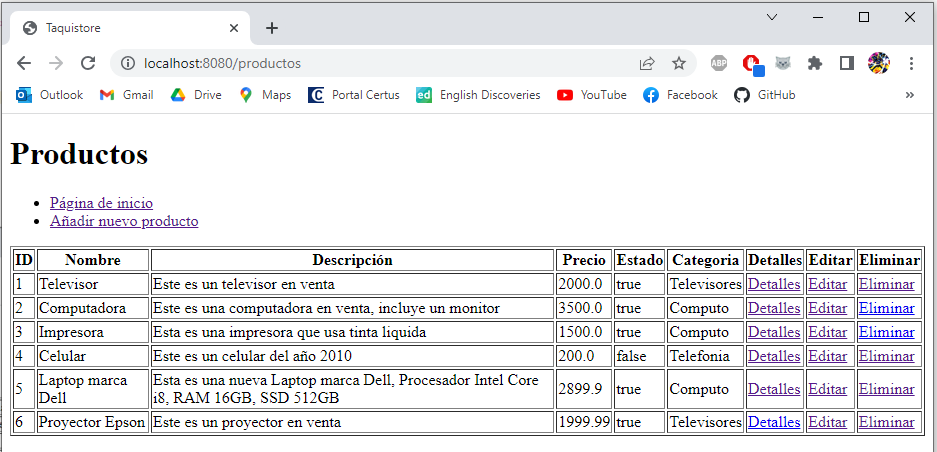 Taquistore
localhost:8080/productos
ABP
Outlook Gmail Drive Maps Portal Certus ed English Discoveries YouTube Facebook GitHub »
Productos
Página de inicio
Añadir nuevo producto
ID Nombre Descripción Precio Estado Categoria Detalles Editar Eliminar
1 Televisor Este es un televisor en venta 2000.0 true Televisores Detalles Editar Eliminar
2 Computadora Este es una computadora en venta, incluye un monitor 3500.0 true Computo Detalles Editar Eliminar
3 Impresora Esta es una impresora que usa tinta liquida 1500.0 true Computo Detalles Editar Eliminar
4 Celular Este es un celular del año 2010 200.0 false Telefonia Detalles Editar Eliminar
5 Laptop marca Dell Esta es una nueva Laptop marca Dell, Procesador Intel Core i8, RAM 16GB, SSD 512GB 2899.9 true Computo Detalles Editar Eliminar
6 Proyector Epson Este es un proyector en venta 1999.99 true Televisores Detalles Editar Eliminar